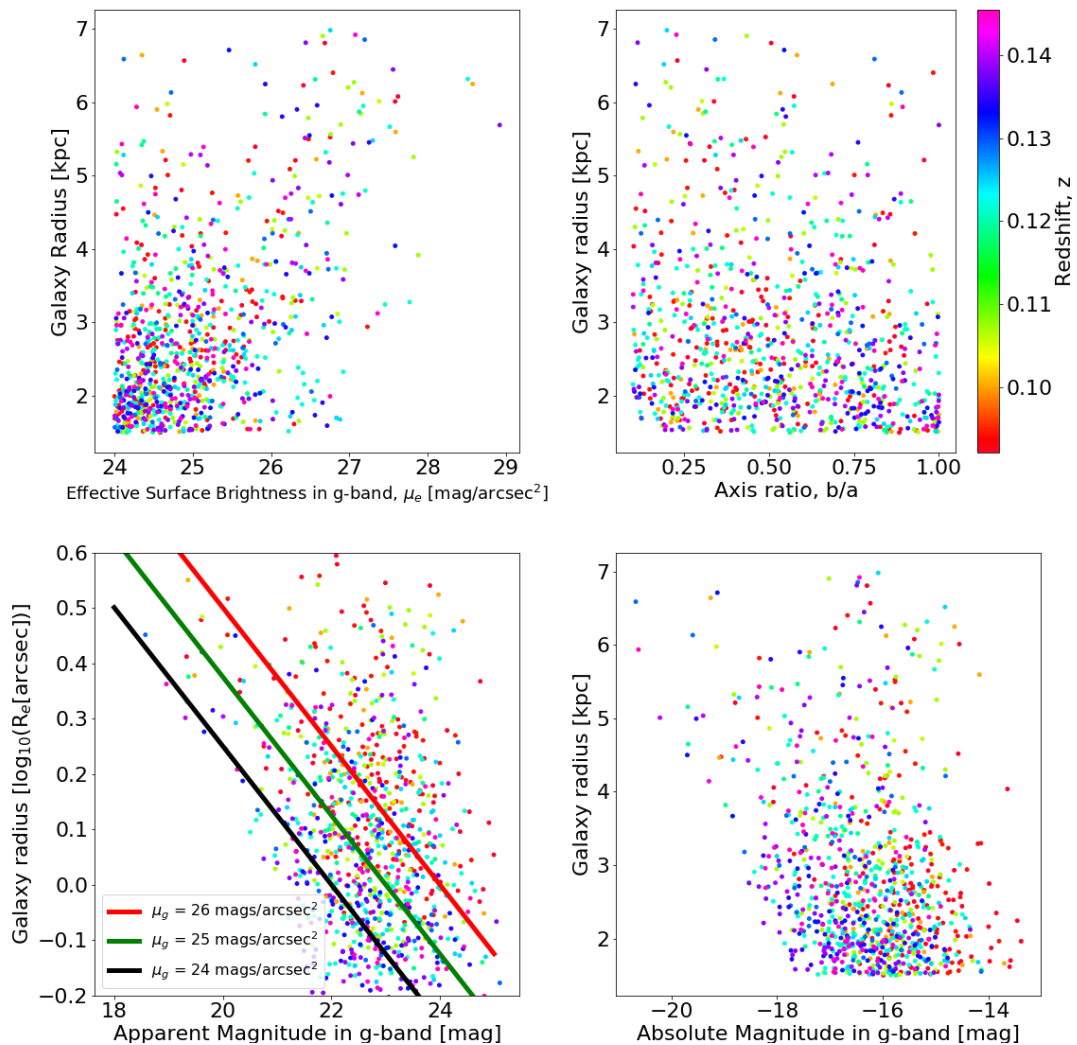 7
6
5
4
3
2
Galaxy Radius [kpc]
24 25 26 27 28 29
Effective Surface Brightness in g-band, μ_e [mag/arcsec²]
7
6
5
4
3
2
Galaxy radius [kpc]
0.25 0.50 0.75 1.00
Axis ratio, b/a
0.14
0.13
0.12
0.11
0.10
Redshift, z
0.6
0.5
0.4
0.3
0.2
0.1
0.0
−0.1
−0.2
Galaxy radius [log₁₀(Rₑ[arcsec])]
μ_g = 26 mags/arcsec²
μ_g = 25 mags/arcsec²
μ_g = 24 mags/arcsec²
18 20 22 24
Apparent Magnitude in g-band [mag]
7
6
5
4
3
2
Galaxy radius [kpc]
−20 −18 −16 −14
Absolute Magnitude in g-band [mag]